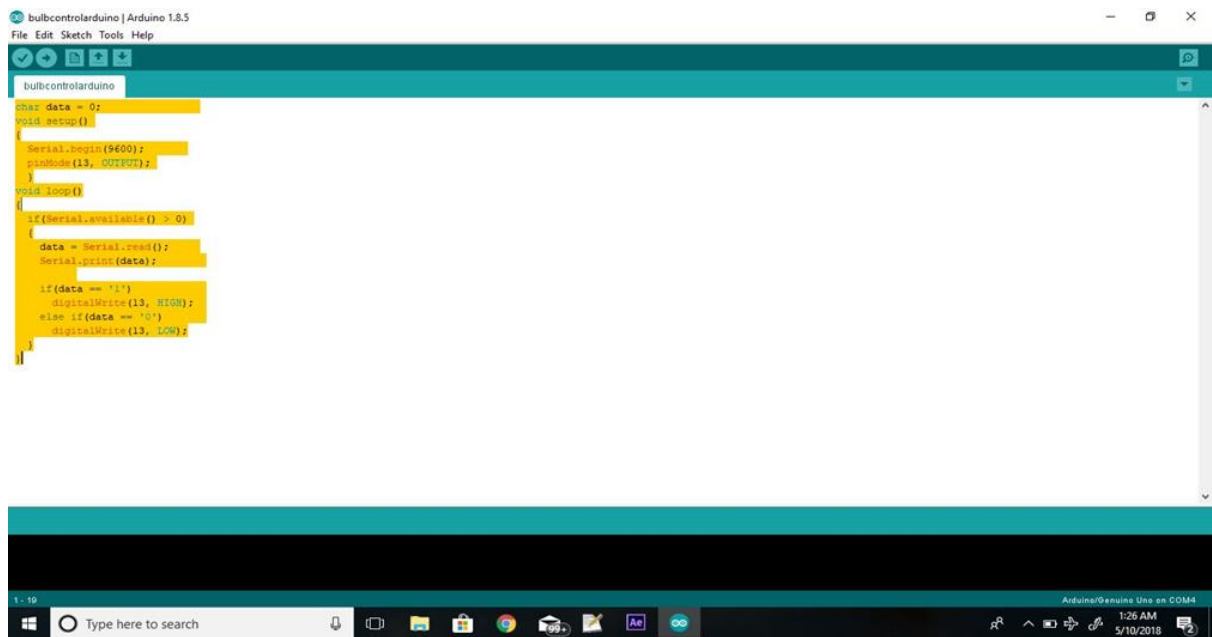 bulbcontrolarduino | Arduino 1.8.5
File Edit Sketch Tools Help
bulbcontrolarduino
char data = 0;
void setup()
{
  Serial.begin(9600);
  pinMode(13, OUTPUT);
  }
void loop()
{
  if(Serial.available() > 0)
  {
    data = Serial.read();
    Serial.print(data);
    if(data == '1')
      digitalWrite(13, HIGH);
    else if(data == '0')
      digitalWrite(13, LOW);
  }
}
1 - 19
Arduino/Genuino Uno on COM4
Type here to search
99+
Ae
1:26 AM
5/10/2018
2